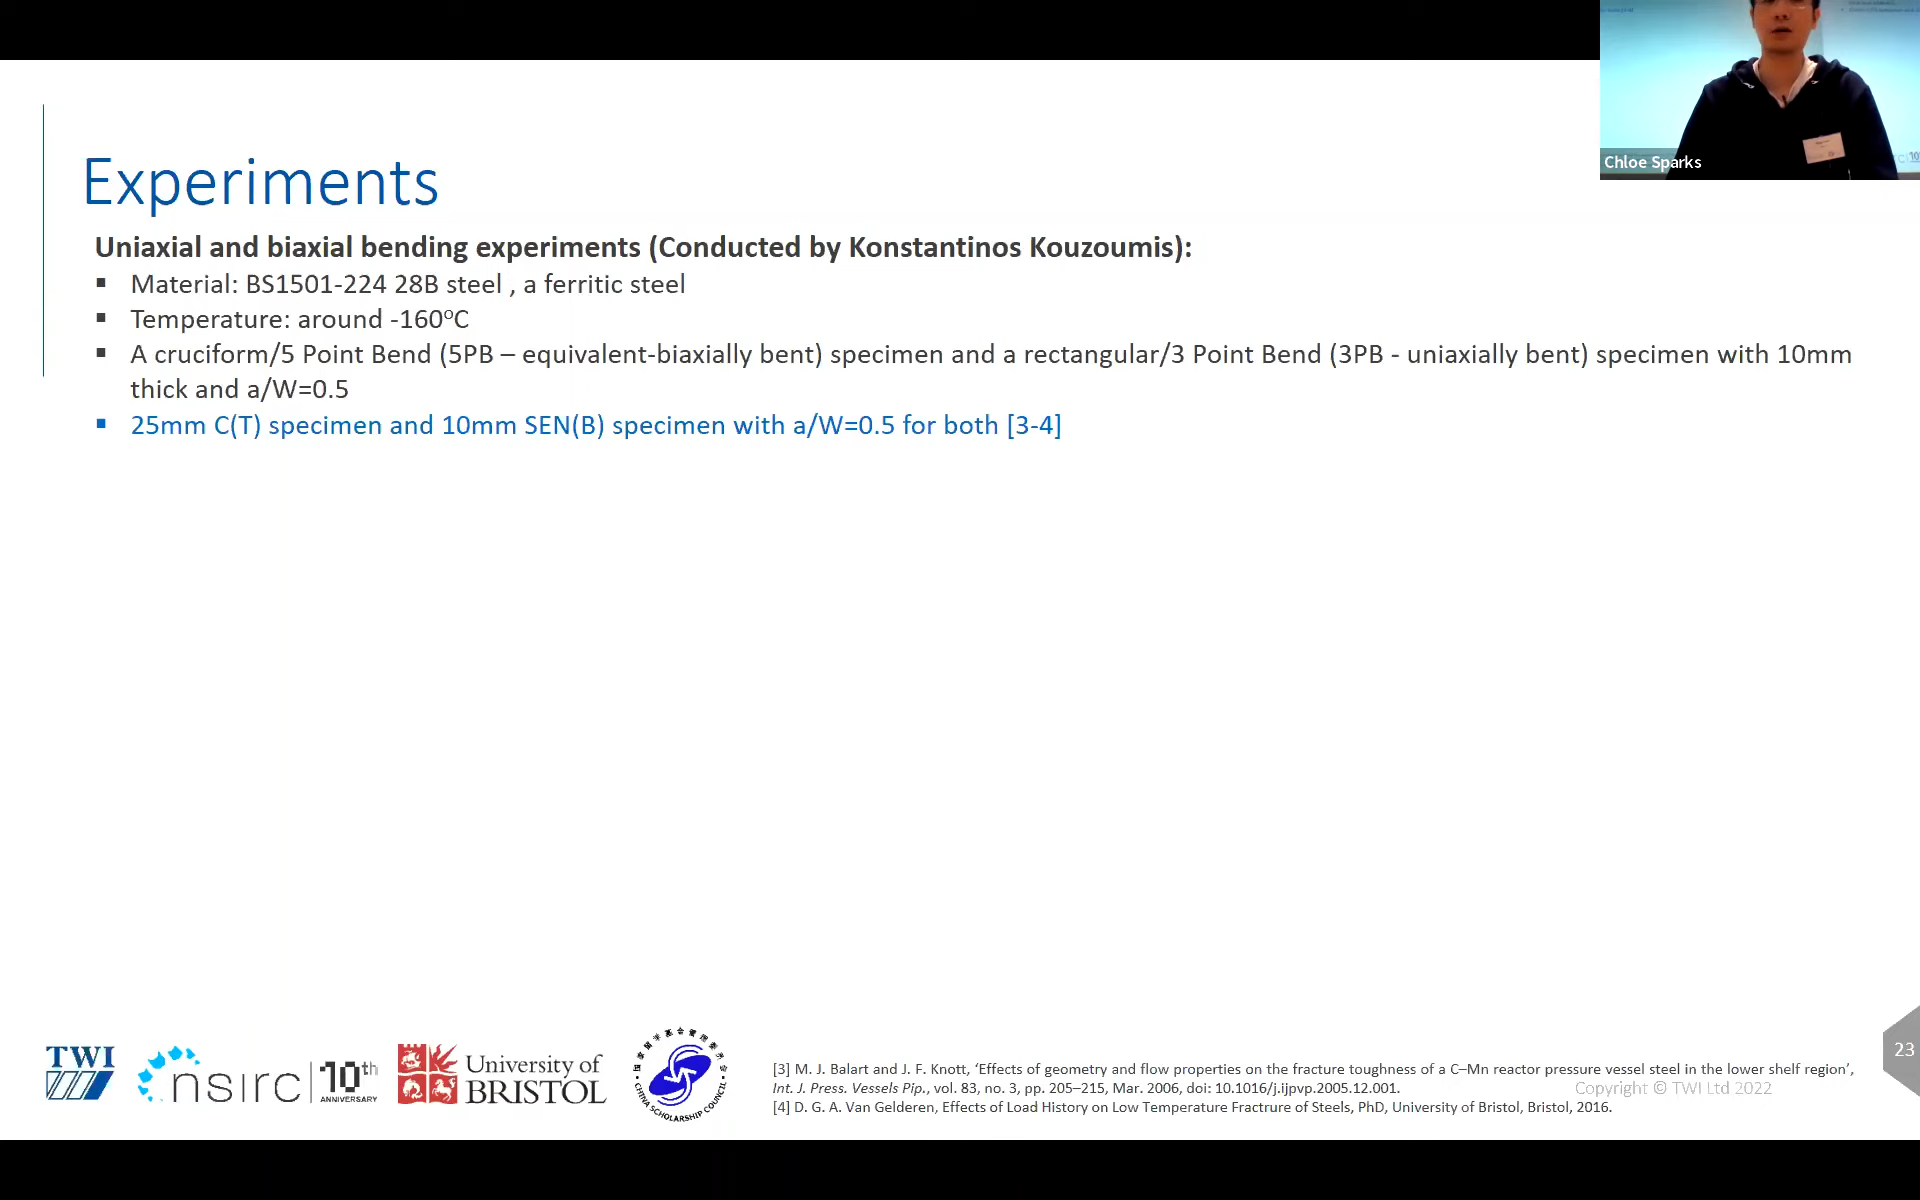 Chloe Sparks
Experiments
Uniaxial and biaxial bending experiments (Conducted by Konstantinos Kouzoumis):
▪ Material: BS1501-224 28B steel , a ferritic steel
▪ Temperature: around -160⁰C
▪ A cruciform/5 Point Bend (5PB – equivalent-biaxially bent) specimen and a rectangular/3 Point Bend (3PB - uniaxially bent) specimen with 10mm
thick and a/W=0.5
▪ 25mm C(T) specimen and 10mm SEN(B) specimen with a/W=0.5 for both [3-4]
23
TWI
nsirc 10th
ANNIVERSARY
University of
BRISTOL
CHINA SCHOLARSHIP COUNCIL
[3] M. J. Balart and J. F. Knott, ‘Effects of geometry and flow properties on the fracture toughness of a C–Mn reactor pressure vessel steel in the lower shelf region’,
Int. J. Press. Vessels Pip., vol. 83, no. 3, pp. 205–215, Mar. 2006, doi: 10.1016/j.ijpvp.2005.12.001.
Copyright © TWI Ltd 2022
[4] D. G. A. Van Gelderen, Effects of Load History on Low Temperature Fractrure of Steels, PhD, University of Bristol, Bristol, 2016.